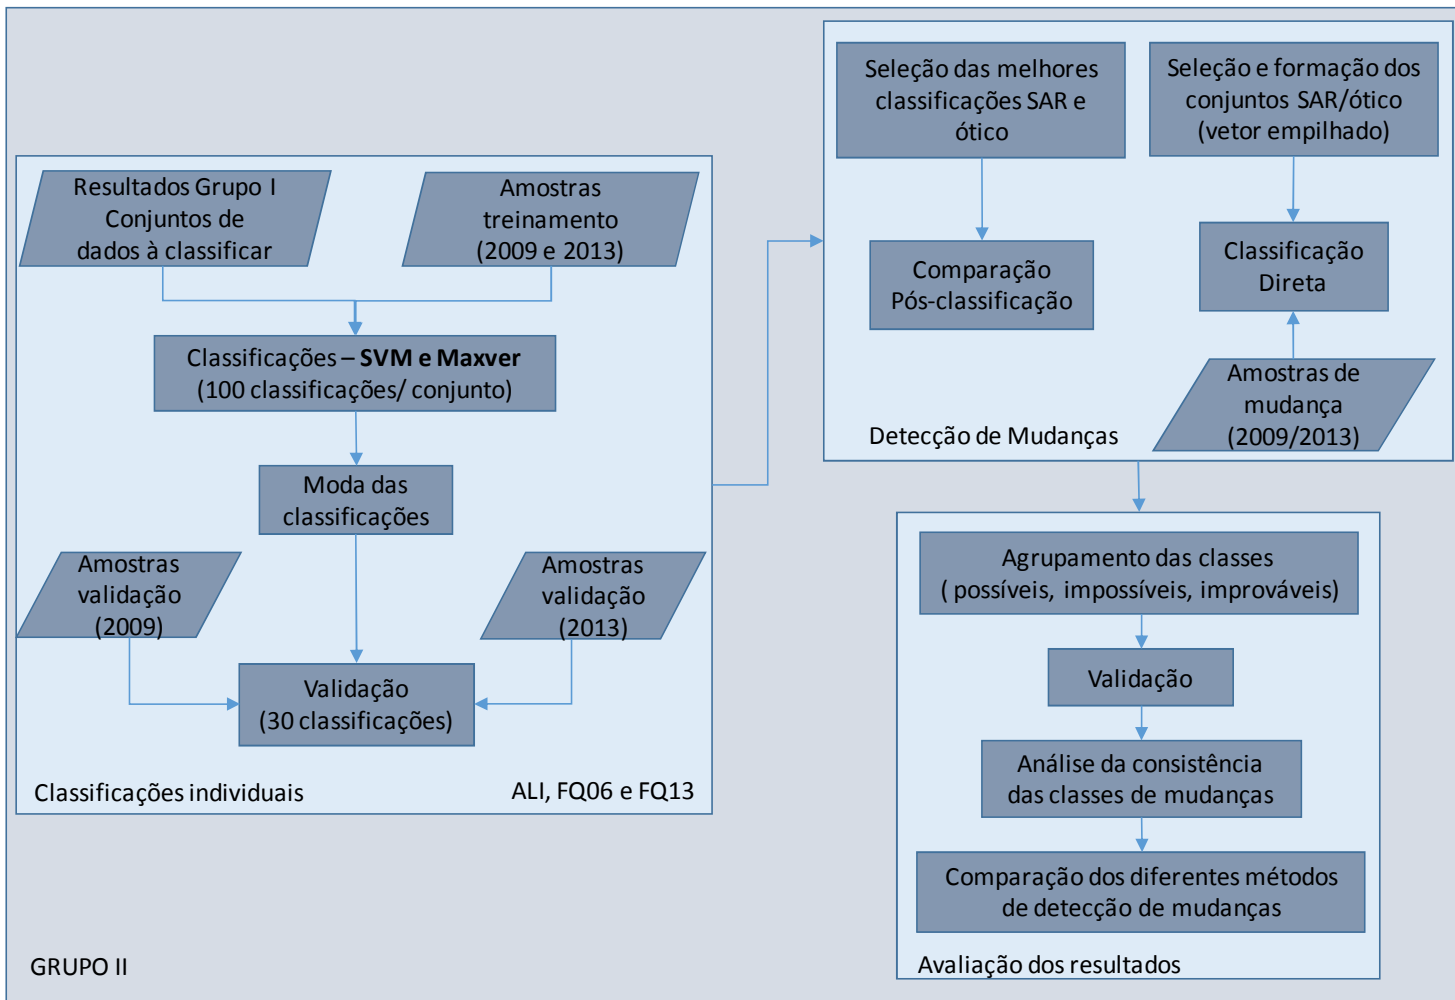 Resultados Grupo I
Conjuntos de
dados à classificar
Amostras
treinamento
(2009 e 2013)
Classificações – SVM e Maxver
(100 classificações/ conjunto)
Moda das
classificações
Amostras
validação
(2009)
Amostras
validação
(2013)
Validação
(30 classificações)
Classificações individuais
ALI, FQ06 e FQ13
Seleção das melhores
classificações SAR e
ótico
Seleção e formação dos
conjuntos SAR/ótico
(vetor empilhado)
Comparação
Pós-classificação
Classificação
Direta
Amostras de
mudança
(2009/2013)
Detecção de Mudanças
Agrupamento das classes
( possíveis, impossíveis, improváveis)
Validação
Análise da consistência
das classes de mudanças
Comparação dos diferentes métodos
de detecção de mudanças
Avaliação dos resultados
GRUPO II